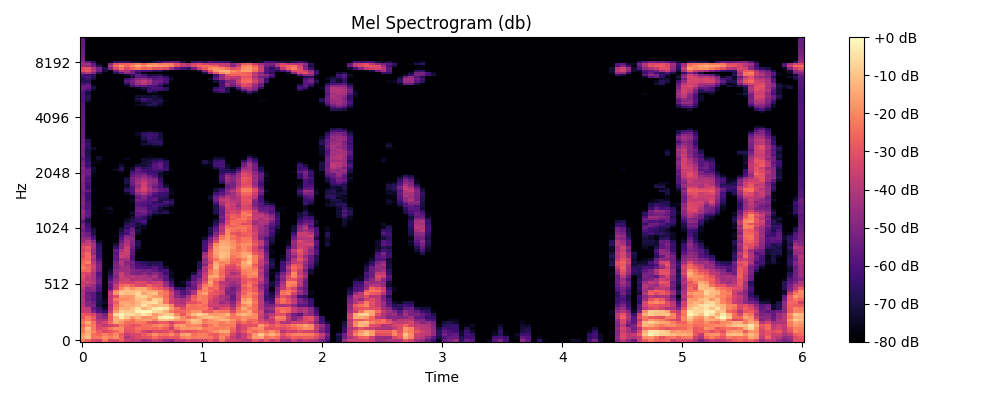 Mel Spectrogram (db)
Hz
8192
4096
2048
1024
512
0
0 1 2 3 4 5 6
Time
+0 dB
-10 dB
-20 dB
-30 dB
-40 dB
-50 dB
-60 dB
-70 dB
-80 dB